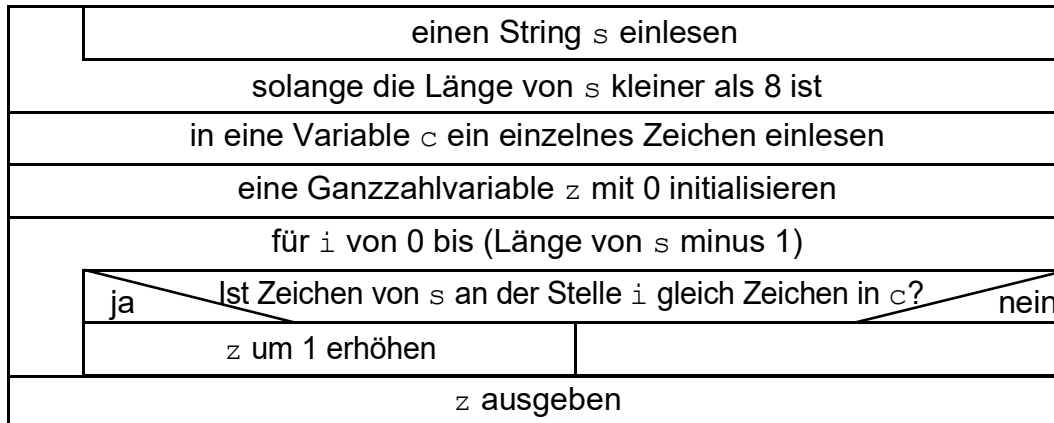 einen String s einlesen
solange die Länge von s kleiner als 8 ist
in eine Variable c ein einzelnes Zeichen einlesen
eine Ganzzahlvariable z mit 0 initialisieren
für i von 0 bis (Länge von s minus 1)
Ist Zeichen von s an der Stelle i gleich Zeichen in c?
ja
nein
z um 1 erhöhen
z ausgeben